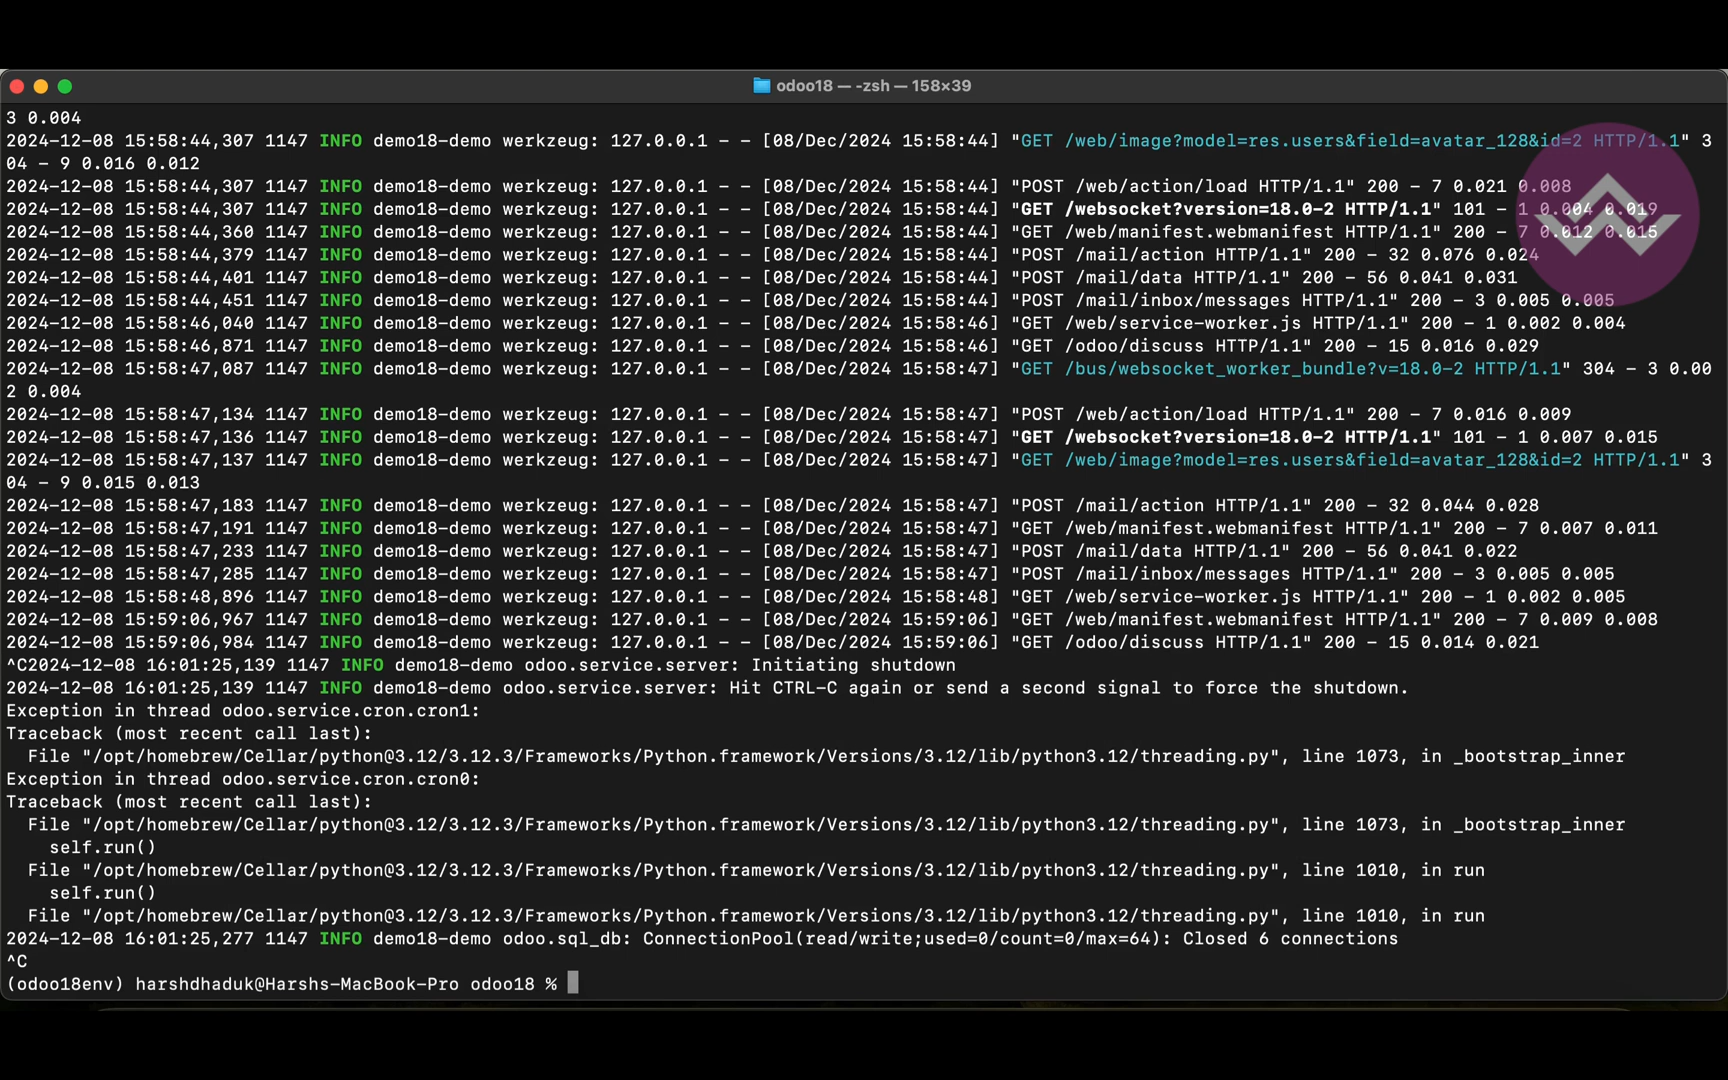 odoo18 — -zsh — 158×39
3 0.004
2024-12-08 15:58:44,307 1147 INFO demo18-demo werkzeug: 127.0.0.1 - - [08/Dec/2024 15:58:44] "GET /web/image?model=res.users&field=avatar_128&id=2 HTTP/1.1" 3
04 - 9 0.016 0.012
2024-12-08 15:58:44,307 1147 INFO demo18-demo werkzeug: 127.0.0.1 - - [08/Dec/2024 15:58:44] "POST /web/action/load HTTP/1.1" 200 - 7 0.021 0.008
2024-12-08 15:58:44,307 1147 INFO demo18-demo werkzeug: 127.0.0.1 - - [08/Dec/2024 15:58:44] "GET /websocket?version=18.0-2 HTTP/1.1" 101 - 1 0.004 0.019
2024-12-08 15:58:44,360 1147 INFO demo18-demo werkzeug: 127.0.0.1 - - [08/Dec/2024 15:58:44] "GET /web/manifest.webmanifest HTTP/1.1" 200 - 7 0.012 0.015
2024-12-08 15:58:44,379 1147 INFO demo18-demo werkzeug: 127.0.0.1 - - [08/Dec/2024 15:58:44] "POST /mail/action HTTP/1.1" 200 - 32 0.076 0.024
2024-12-08 15:58:44,401 1147 INFO demo18-demo werkzeug: 127.0.0.1 - - [08/Dec/2024 15:58:44] "POST /mail/data HTTP/1.1" 200 - 56 0.041 0.031
2024-12-08 15:58:44,451 1147 INFO demo18-demo werkzeug: 127.0.0.1 - - [08/Dec/2024 15:58:44] "POST /mail/inbox/messages HTTP/1.1" 200 - 3 0.005 0.005
2024-12-08 15:58:46,040 1147 INFO demo18-demo werkzeug: 127.0.0.1 - - [08/Dec/2024 15:58:46] "GET /web/service-worker.js HTTP/1.1" 200 - 1 0.002 0.004
2024-12-08 15:58:46,871 1147 INFO demo18-demo werkzeug: 127.0.0.1 - - [08/Dec/2024 15:58:46] "GET /odoo/discuss HTTP/1.1" 200 - 15 0.016 0.029
2024-12-08 15:58:47,087 1147 INFO demo18-demo werkzeug: 127.0.0.1 - - [08/Dec/2024 15:58:47] "GET /bus/websocket_worker_bundle?v=18.0-2 HTTP/1.1" 304 - 3 0.00
2 0.004
2024-12-08 15:58:47,134 1147 INFO demo18-demo werkzeug: 127.0.0.1 - - [08/Dec/2024 15:58:47] "POST /web/action/load HTTP/1.1" 200 - 7 0.016 0.009
2024-12-08 15:58:47,136 1147 INFO demo18-demo werkzeug: 127.0.0.1 - - [08/Dec/2024 15:58:47] "GET /websocket?version=18.0-2 HTTP/1.1" 101 - 1 0.007 0.015
2024-12-08 15:58:47,137 1147 INFO demo18-demo werkzeug: 127.0.0.1 - - [08/Dec/2024 15:58:47] "GET /web/image?model=res.users&field=avatar_128&id=2 HTTP/1.1" 3
04 - 9 0.015 0.013
2024-12-08 15:58:47,183 1147 INFO demo18-demo werkzeug: 127.0.0.1 - - [08/Dec/2024 15:58:47] "POST /mail/action HTTP/1.1" 200 - 32 0.044 0.028
2024-12-08 15:58:47,191 1147 INFO demo18-demo werkzeug: 127.0.0.1 - - [08/Dec/2024 15:58:47] "GET /web/manifest.webmanifest HTTP/1.1" 200 - 7 0.007 0.011
2024-12-08 15:58:47,233 1147 INFO demo18-demo werkzeug: 127.0.0.1 - - [08/Dec/2024 15:58:47] "POST /mail/data HTTP/1.1" 200 - 56 0.041 0.022
2024-12-08 15:58:47,285 1147 INFO demo18-demo werkzeug: 127.0.0.1 - - [08/Dec/2024 15:58:47] "POST /mail/inbox/messages HTTP/1.1" 200 - 3 0.005 0.005
2024-12-08 15:58:48,896 1147 INFO demo18-demo werkzeug: 127.0.0.1 - - [08/Dec/2024 15:58:48] "GET /web/service-worker.js HTTP/1.1" 200 - 1 0.002 0.005
2024-12-08 15:59:06,967 1147 INFO demo18-demo werkzeug: 127.0.0.1 - - [08/Dec/2024 15:59:06] "GET /web/manifest.webmanifest HTTP/1.1" 200 - 7 0.009 0.008
2024-12-08 15:59:06,984 1147 INFO demo18-demo werkzeug: 127.0.0.1 - - [08/Dec/2024 15:59:06] "GET /odoo/discuss HTTP/1.1" 200 - 15 0.014 0.021
^C2024-12-08 16:01:25,139 1147 INFO demo18-demo odoo.service.server: Initiating shutdown
2024-12-08 16:01:25,139 1147 INFO demo18-demo odoo.service.server: Hit CTRL-C again or send a second signal to force the shutdown.
Exception in thread odoo.service.cron.cron1:
Traceback (most recent call last):
  File "/opt/homebrew/Cellar/python@3.12/3.12.3/Frameworks/Python.framework/Versions/3.12/lib/python3.12/threading.py", line 1073, in _bootstrap_inner
Exception in thread odoo.service.cron.cron0:
Traceback (most recent call last):
  File "/opt/homebrew/Cellar/python@3.12/3.12.3/Frameworks/Python.framework/Versions/3.12/lib/python3.12/threading.py", line 1073, in _bootstrap_inner
    self.run()
  File "/opt/homebrew/Cellar/python@3.12/3.12.3/Frameworks/Python.framework/Versions/3.12/lib/python3.12/threading.py", line 1010, in run
    self.run()
  File "/opt/homebrew/Cellar/python@3.12/3.12.3/Frameworks/Python.framework/Versions/3.12/lib/python3.12/threading.py", line 1010, in run
2024-12-08 16:01:25,277 1147 INFO demo18-demo odoo.sql_db: ConnectionPool(read/write;used=0/count=0/max=64): Closed 6 connections
^C
(odoo18env) harshdhaduk@Harshs-MacBook-Pro odoo18 %